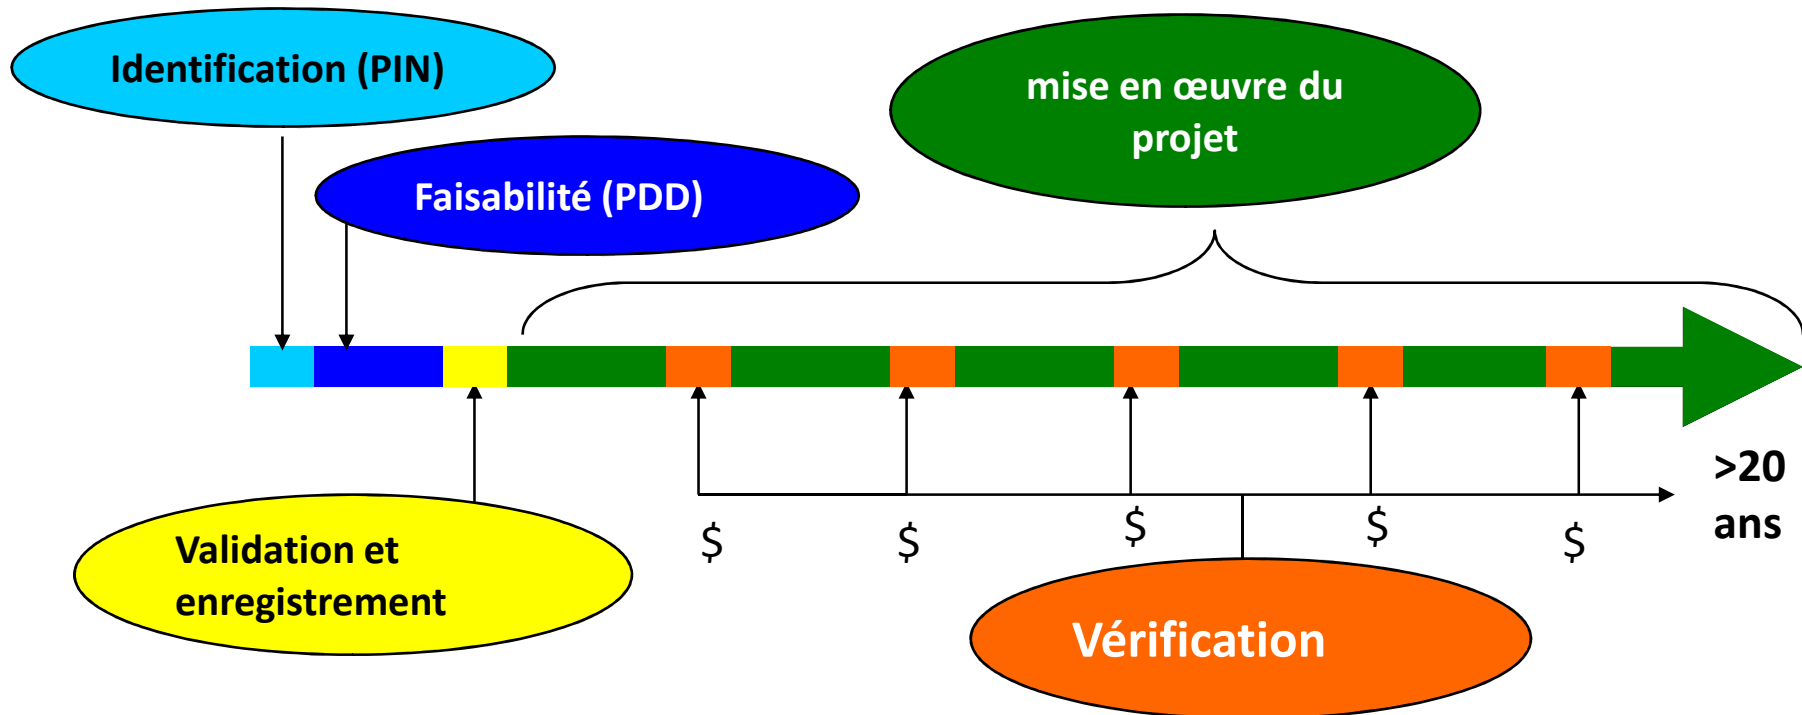 Identification (PIN)
mise en œuvre du
projet
Faisabilité (PDD)
>20
ans
$ $ $ $ $
Validation et
enregistrement
Vérification